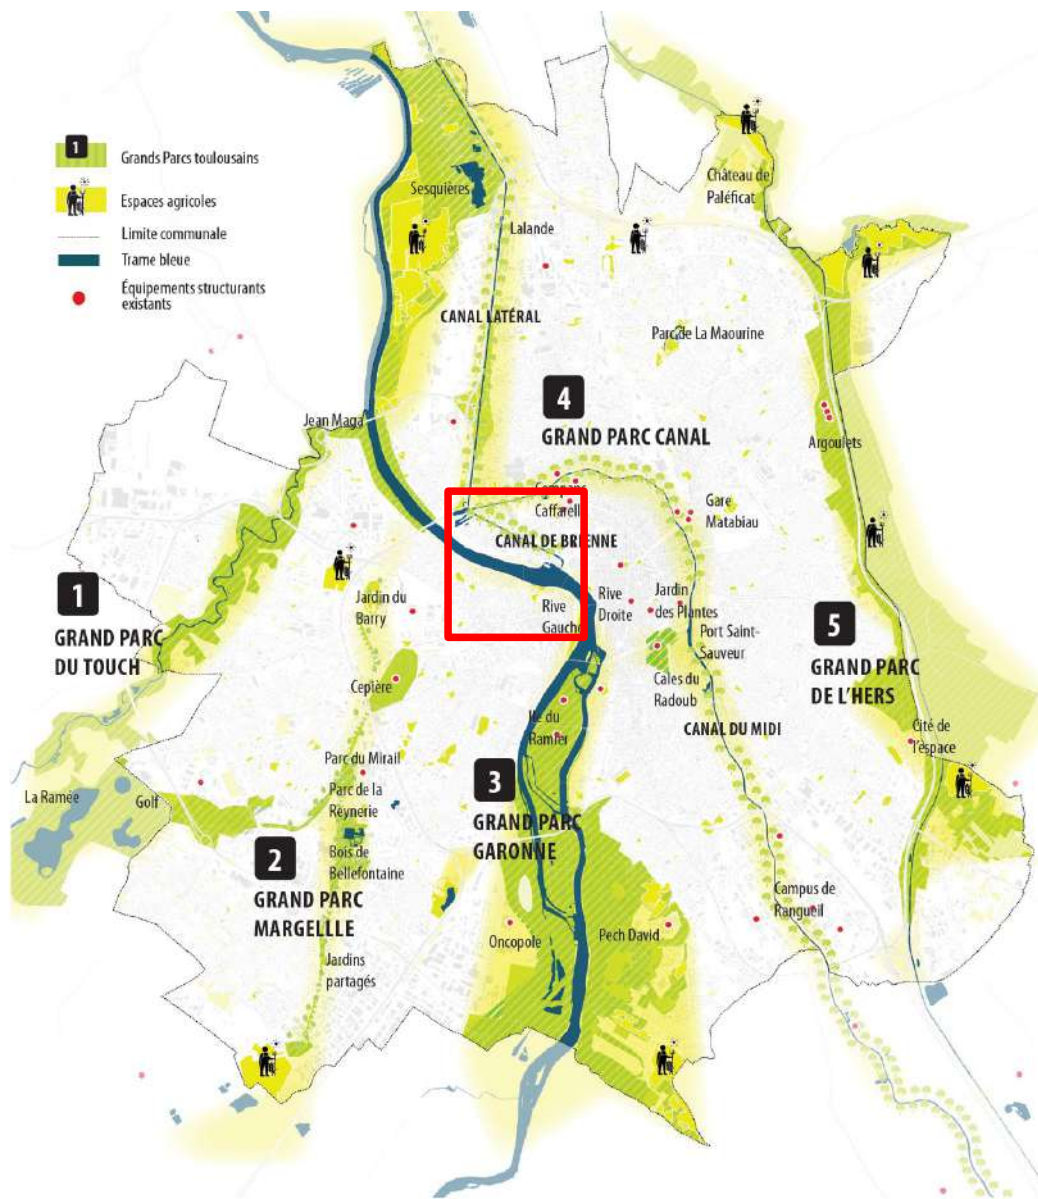 1
Grands Parcs toulousains
Espaces agricoles
Limite communale
Trame bleue
Équipements structurants
existants
Sesquières
Lalande
Château de
Paléficat
CANAL LATÉRAL
Parc de La Maourine
4
GRAND PARC CANAL
Jean Maga
Argoulets
Compans
Caffarelli
Gare
Matabiau
CANAL DE BRIENNE
1
GRAND PARC
DU TOUCH
Jardin du
Barry
Rive
Gauche
Rive
Droite
Jardin
des Plantes
Port Saint-
Sauveur
5
GRAND PARC
DE L'HERS
Cepière
Cales du
Radoub
Ile du
Ramier
CANAL DU MIDI
Cité de
l'espace
Parc du Mirail
La Ramée
Golf
Parc de la
Reynerie
3
GRAND PARC
GARONNE
2
GRAND PARC
MARGELLLE
Bois de
Bellefontaine
Campus de
Rangueil
Oncopole
Pech David
Jardins
partagés